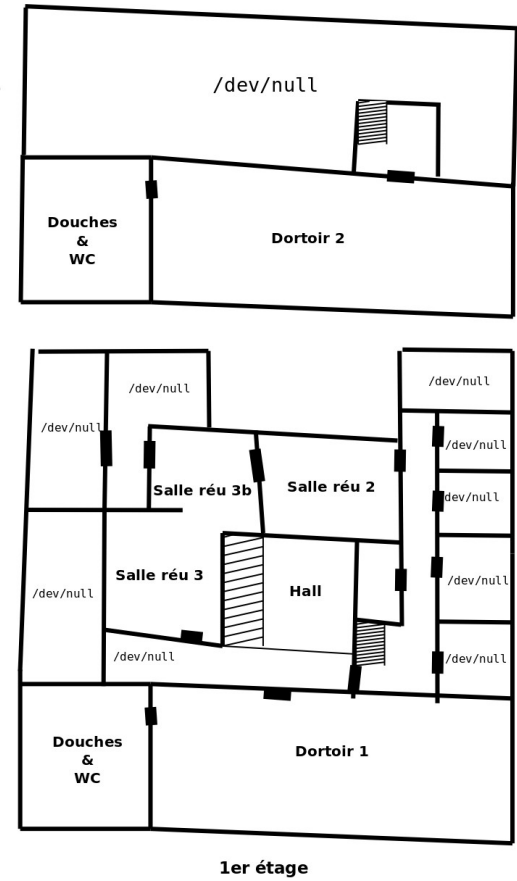 /dev/null
Douches
&
WC
Dortoir 2
/dev/null
/dev/null
/dev/null
/dev/null
dev/null
Salle réu 3b
Salle réu 2
/dev/null
/dev/null
Salle réu 3
Hall
/dev/null
/dev/null
Douches
&
WC
Dortoir 1
1er étage